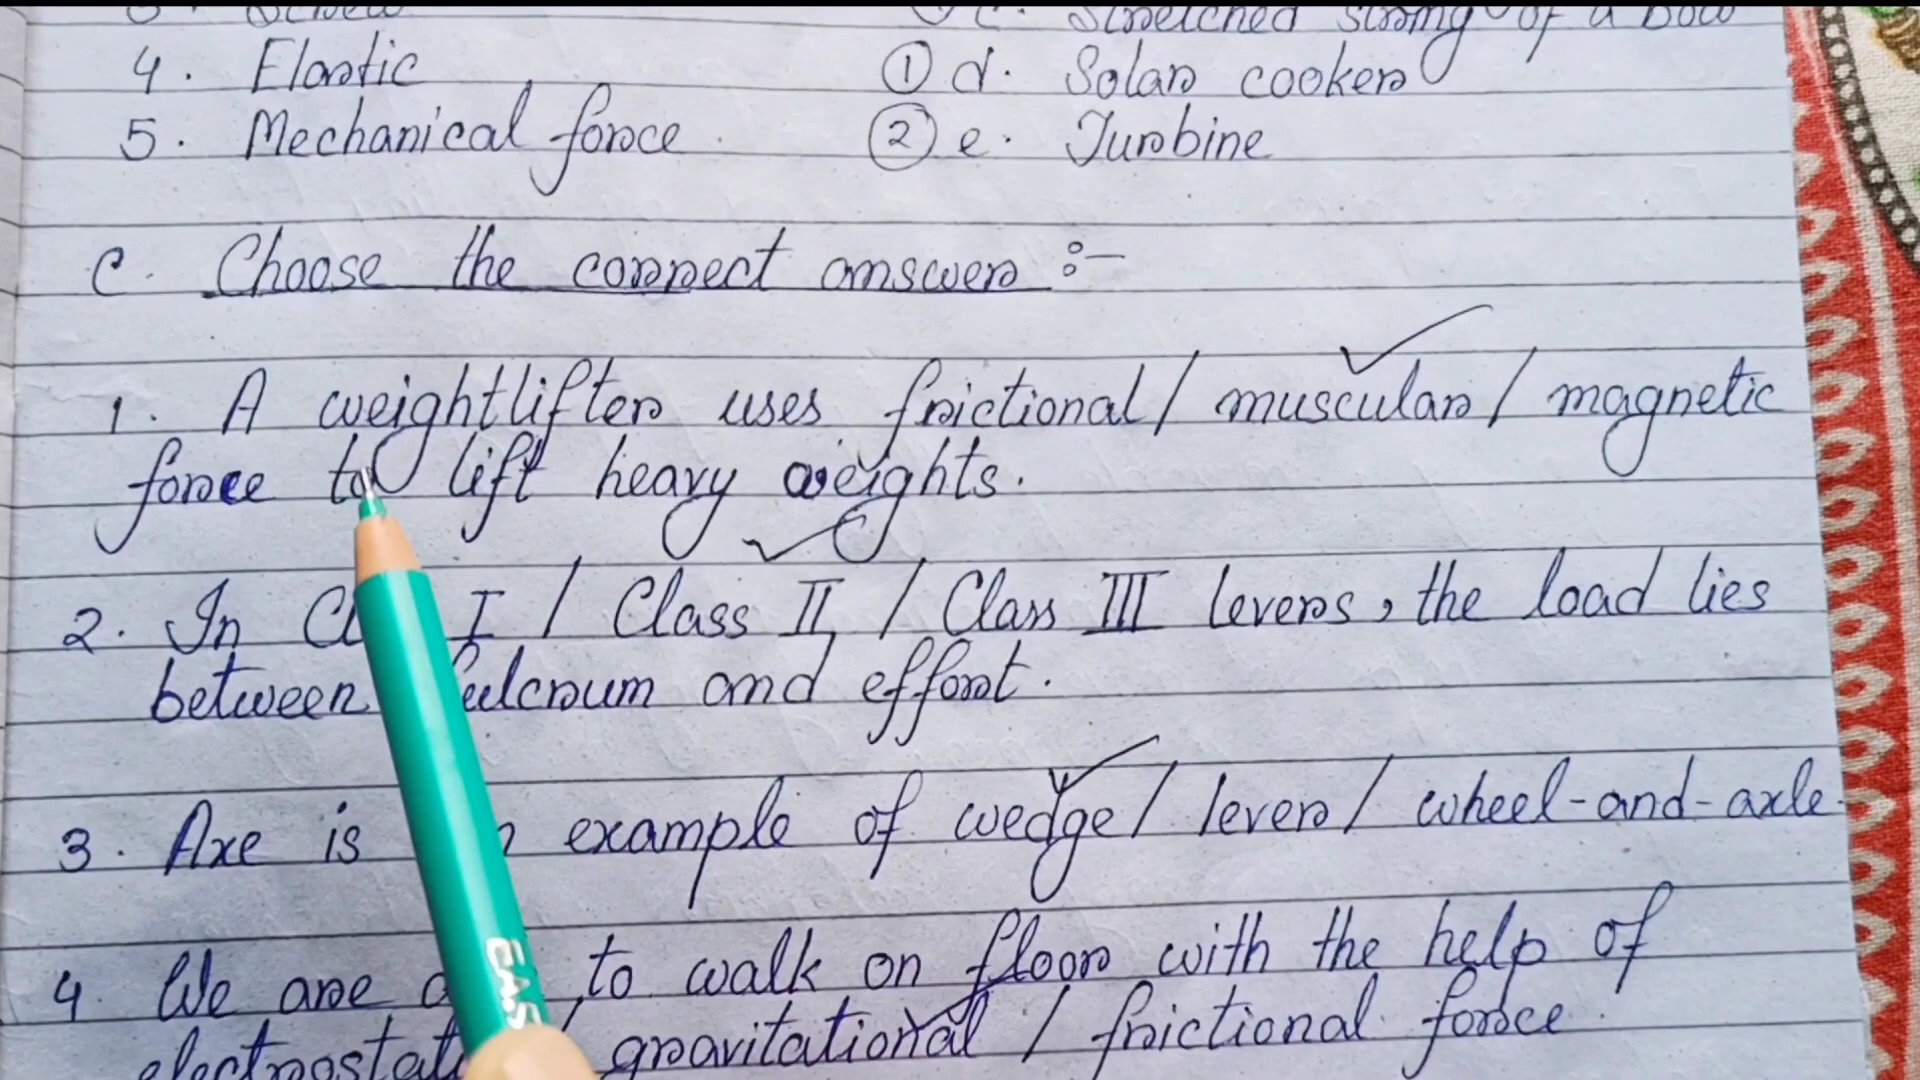 4. Elastic ① d. Solar cooker
5. Mechanical force ② e. Turbine
C. Choose the correct answer :-
1. A weightlifter uses frictional / muscular / magnetic
force to lift heavy weights.
2. In I / Class II / Class III levers, the load lies
between fulcrum and effort.
3. Axe is example of wedge / lever / wheel-and-axle.
4. We are to walk on floor with the help of
gravitational / frictional force.